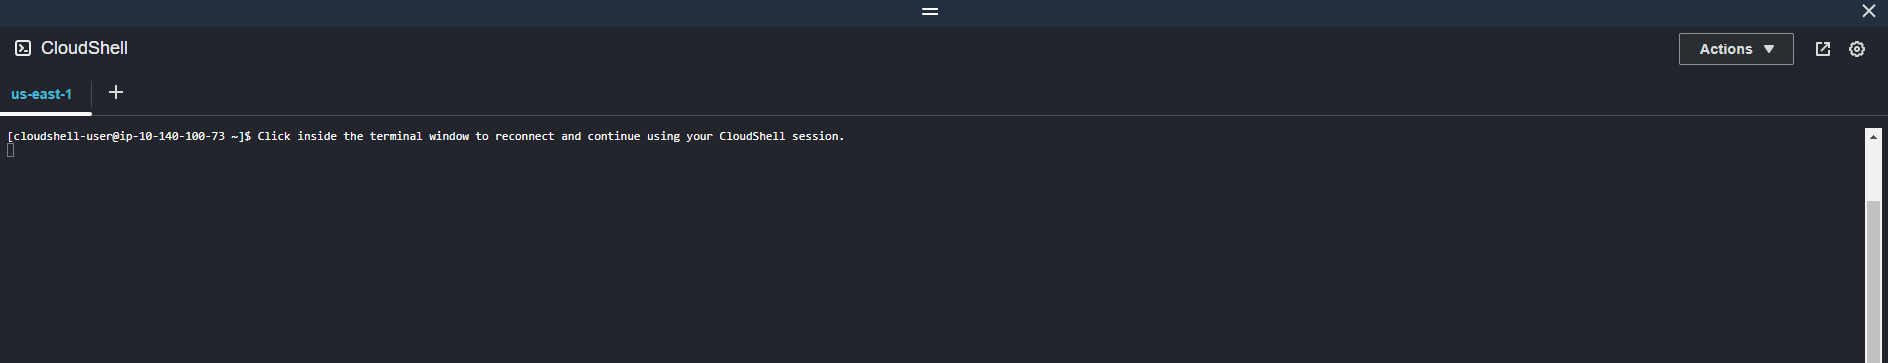 CloudShell
Actions
us-east-1
[cloudshell-user@ip-10-140-100-73 ~]$ Click inside the terminal window to reconnect and continue using your CloudShell session.